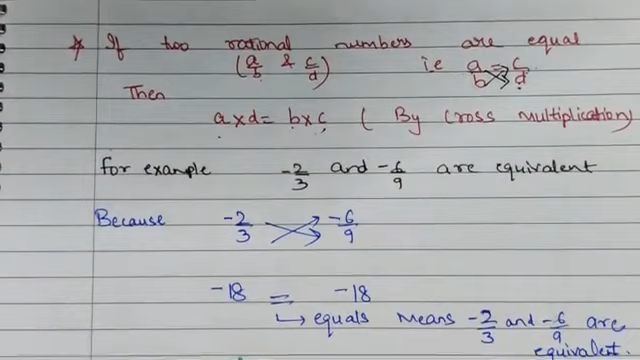 * If too rational numbers are equal
(a/b & c/d) i.e a/b = c/d
Then
a×d = b×c ( By Cross multiplication)
for example -2/3 and -6/9 are equivalent
Because -2/3 -6/9
-18 = -18
↳ equals Means -2/3 and -6/9 are
equivalent.